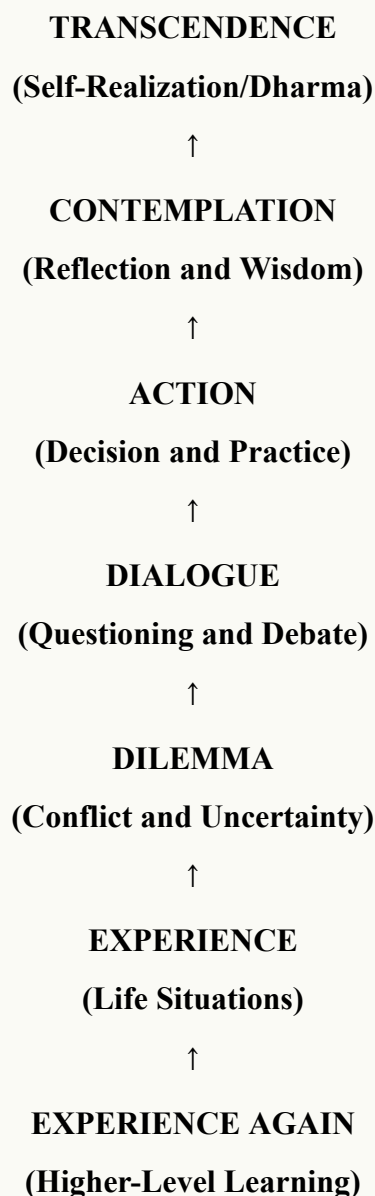 TRANSCENDENCE
(Self-Realization/Dharma)
↑
CONTEMPLATION
(Reflection and Wisdom)
↑
ACTION
(Decision and Practice)
↑
DIALOGUE
(Questioning and Debate)
↑
DILEMMA
(Conflict and Uncertainty)
↑
EXPERIENCE
(Life Situations)
↑
EXPERIENCE AGAIN
(Higher-Level Learning)